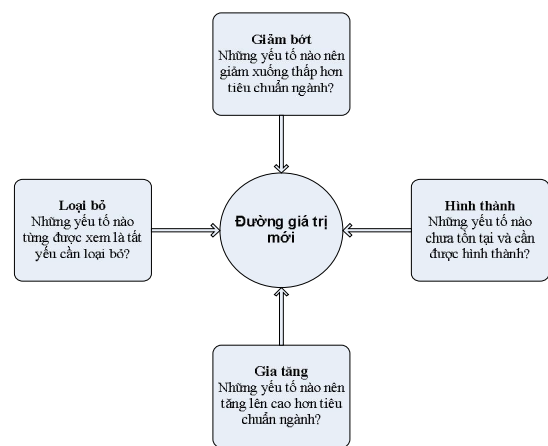 Giảm bớt
Những yếu tố nào nên
giảm xuống thấp hơn
tiêu chuẩn ngành?
Loại bỏ
Những yếu tố nào
từng được xem là tất
yếu cần loại bỏ?
Đường giá trị
mới
Hình thành
Những yếu tố nào
chưa tồn tại và cần
được hình thành?
Gia tăng
Những yếu tố nào nên
tăng lên cao hơn tiêu
chuẩn ngành?